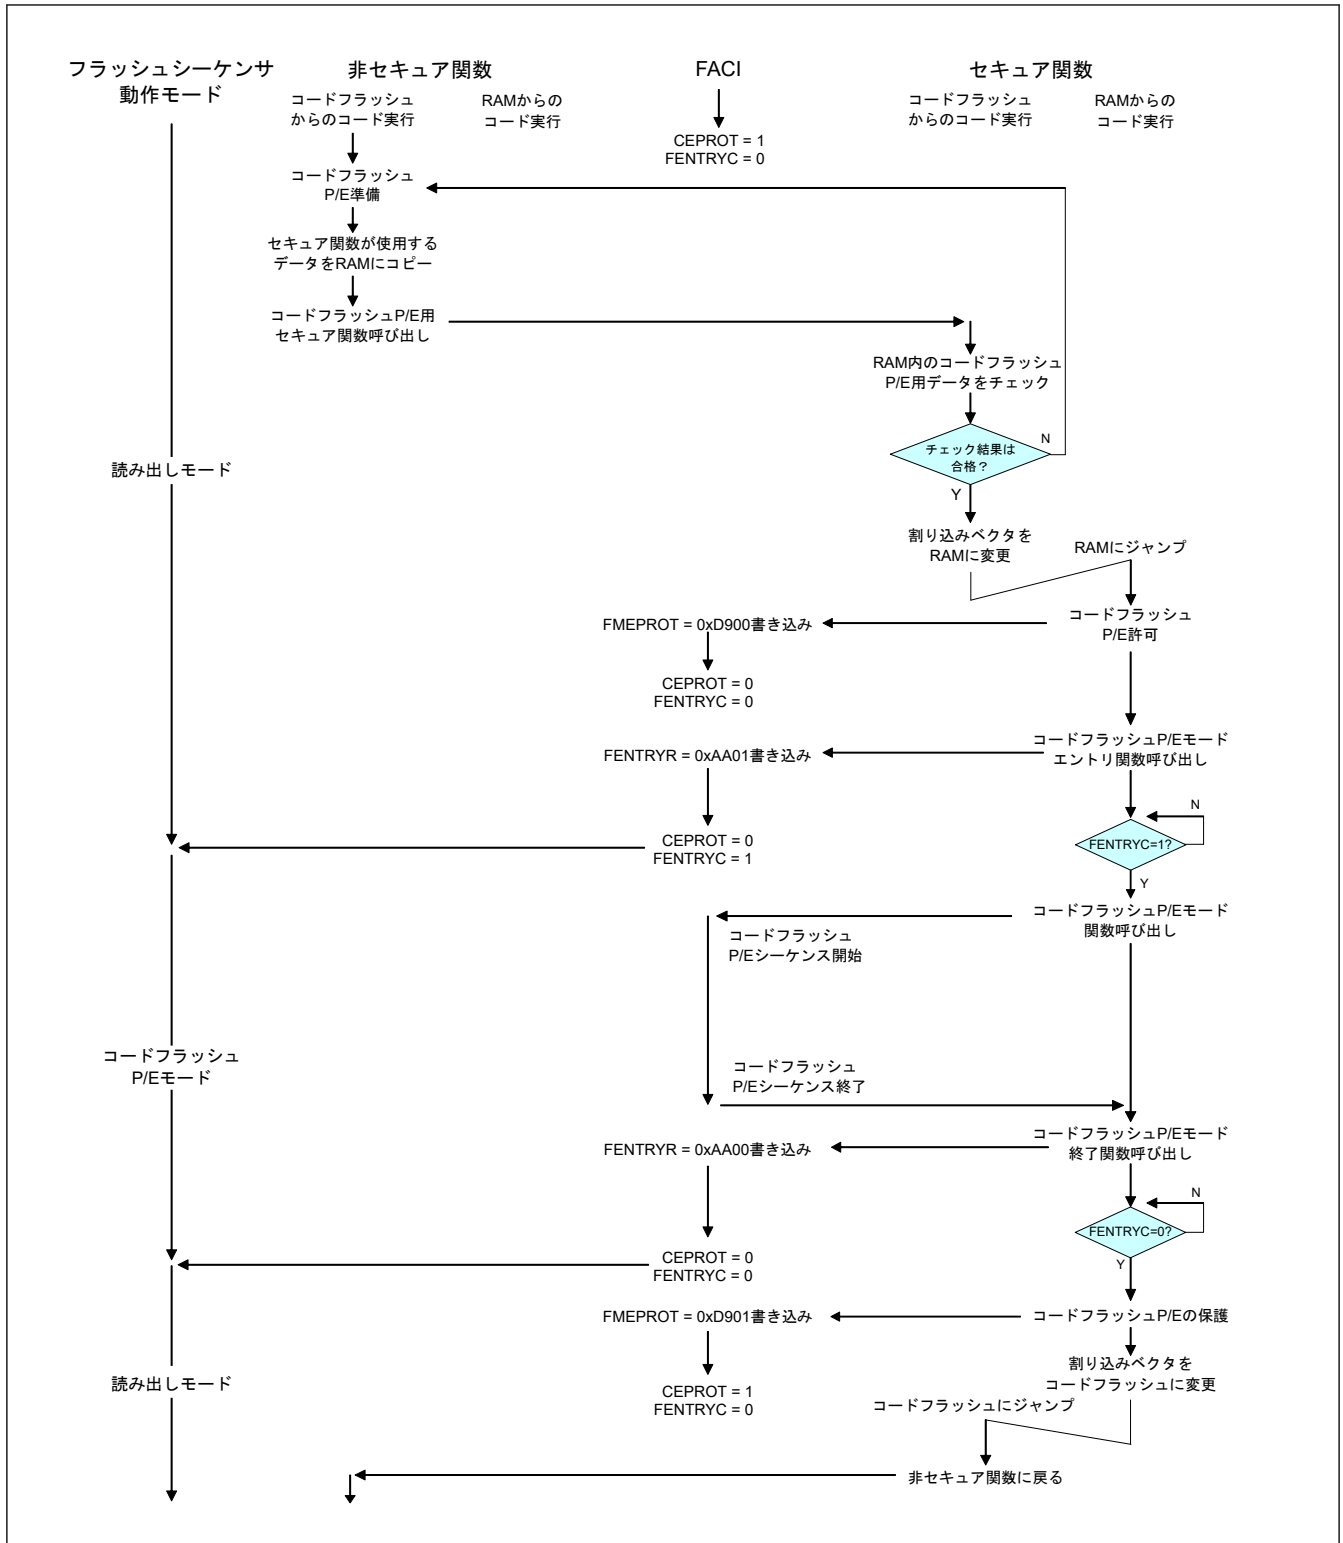 フラッシュシーケンサ
動作モード
非セキュア関数
FACI
セキュア関数
コードフラッシュ
からのコード実行
RAMからの
コード実行
コードフラッシュ
からのコード実行
RAMからの
コード実行
CEPROT = 1
FENTRYC = 0
コードフラッシュ
P/E準備
セキュア関数が使用する
データをRAMにコピー
コードフラッシュP/E用
セキュア関数呼び出し
RAM内のコードフラッシュ
P/E用データをチェック
チェック結果は
合格？
N
Y
読み出しモード
割り込みベクタを
RAMに変更
RAMにジャンプ
コードフラッシュ
P/E許可
FMEPROT = 0xD900書き込み
CEPROT = 0
FENTRYC = 0
コードフラッシュP/Eモード
エントリ関数呼び出し
FENTRYR = 0xAA01書き込み
N
FENTRYC=1?
Y
CEPROT = 0
FENTRYC = 1
コードフラッシュP/Eモード
関数呼び出し
コードフラッシュ
P/Eシーケンス開始
コードフラッシュ
P/Eモード
コードフラッシュ
P/Eシーケンス終了
コードフラッシュP/Eモード
終了関数呼び出し
FENTRYR = 0xAA00書き込み
N
FENTRYC=0?
Y
CEPROT = 0
FENTRYC = 0
FMEPROT = 0xD901書き込み
コードフラッシュP/Eの保護
割り込みベクタを
コードフラッシュに変更
読み出しモード
CEPROT = 1
FENTRYC = 0
コードフラッシュにジャンプ
非セキュア関数に戻る